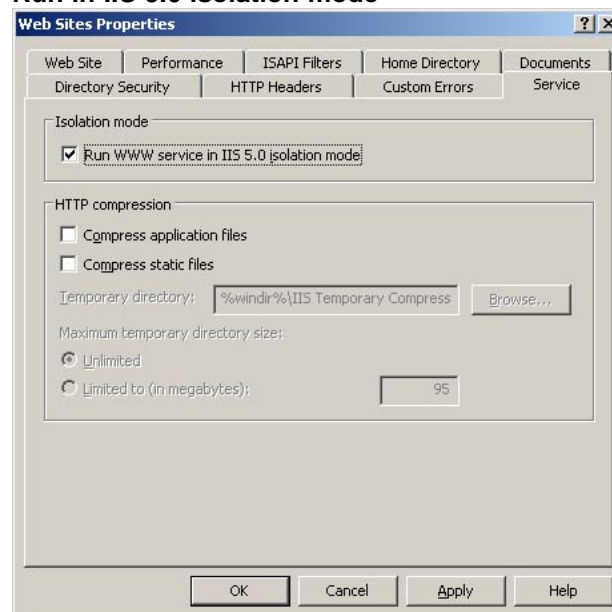 Run in IIS 5.0 isolation mode
Web Sites Properties
Web Site Performance ISAPI Filters Home Directory Documents
Directory Security HTTP Headers Custom Errors Service
Isolation mode
Run WWW service in IIS 5.0 isolation mode
HTTP compression
Compress application files
Compress static files
Temporary directory: %windir%\IIS Temporary Compress Browse...
Maximum temporary directory size:
Unlimited
Limited to (in megabytes): 95
OK Cancel Apply Help